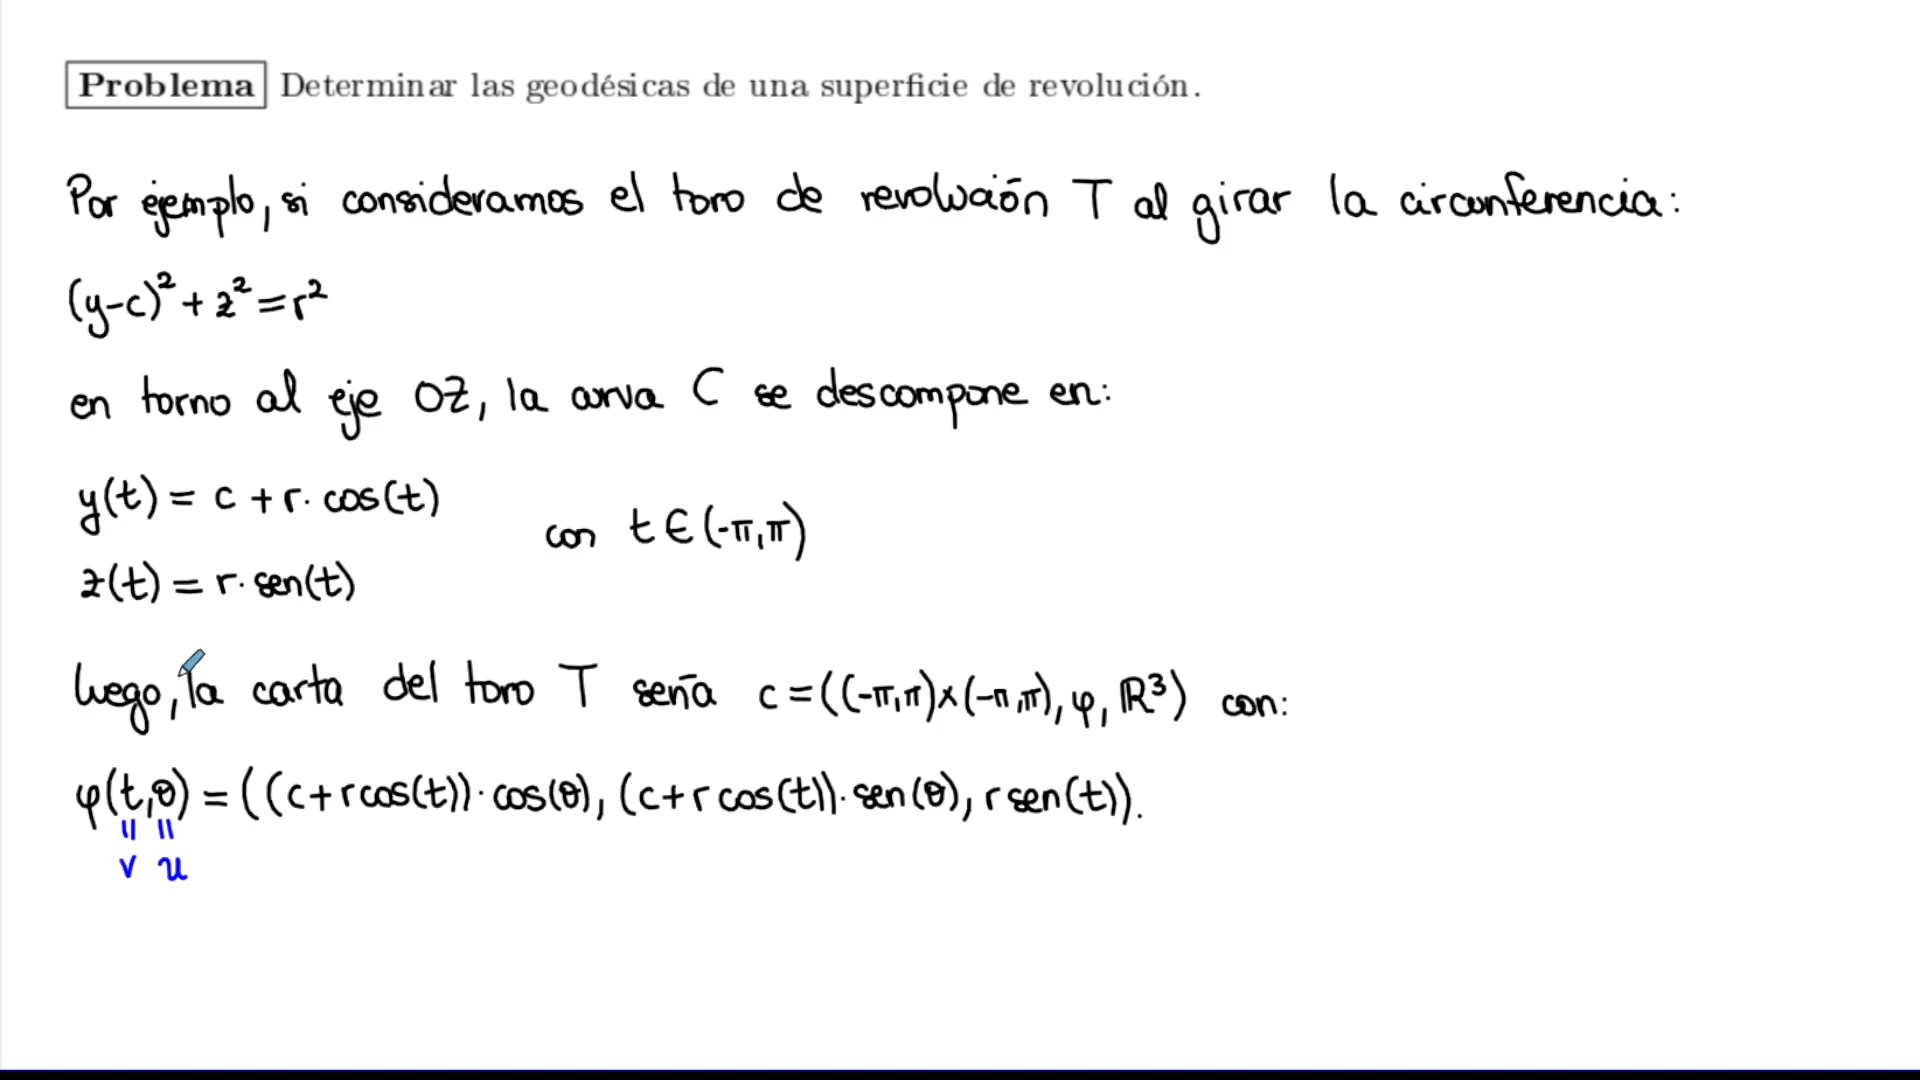 Problema Determinar las geodésicas de una superficie de revolución.
Por ejemplo, si consideramos el toro de revolución T al girar la circunferencia:
(y-c)² + z² = r²
en torno al eje OZ, la curva C se descompone en:
y(t) = c + r· cos(t)
con t ∈ (-π,π)
z(t) = r· sen(t)
luego, la carta del toro T sería c = ((-π,π)×(-π,π), φ, ℝ³) con:
φ(t,θ) = ((c+rcos(t))·cos(θ), (c+r cos(t))·sen(θ), r sen(t)).
= =
v u